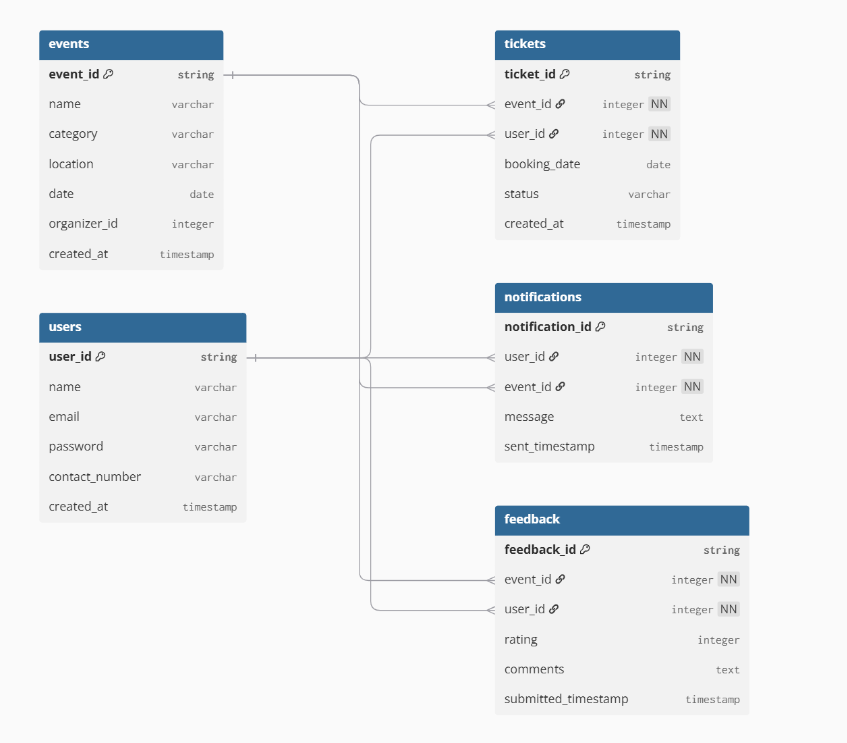 events
event_id string
name varchar
category varchar
location varchar
date date
organizer_id integer
created_at timestamp
users
user_id string
name varchar
email varchar
password varchar
contact_number varchar
created_at timestamp
tickets
ticket_id string
event_id integer NN
user_id integer NN
booking_date date
status varchar
created_at timestamp
notifications
notification_id string
user_id integer NN
event_id integer NN
message text
sent_timestamp timestamp
feedback
feedback_id string
event_id integer NN
user_id integer NN
rating integer
comments text
submitted_timestamp timestamp